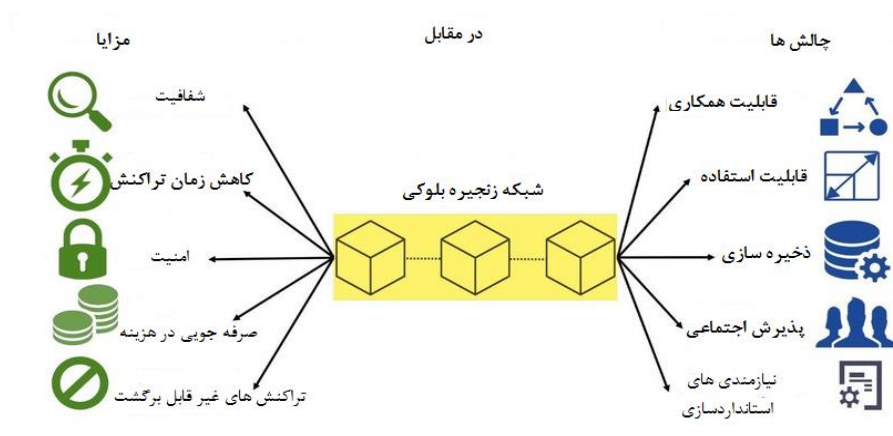 چالش ها
در مقابل
مزایا
قابلیت همکاری
قابلیت استفاده
ذخیره سازی
پذیرش اجتماعی
نیازمندی های
استانداردسازی
شبکه زنجیره بلوکی
شفافیت
کاهش زمان تراکنش
امنیت
صرفه جویی در هزینه
تراکنش های غیر قابل برگشت